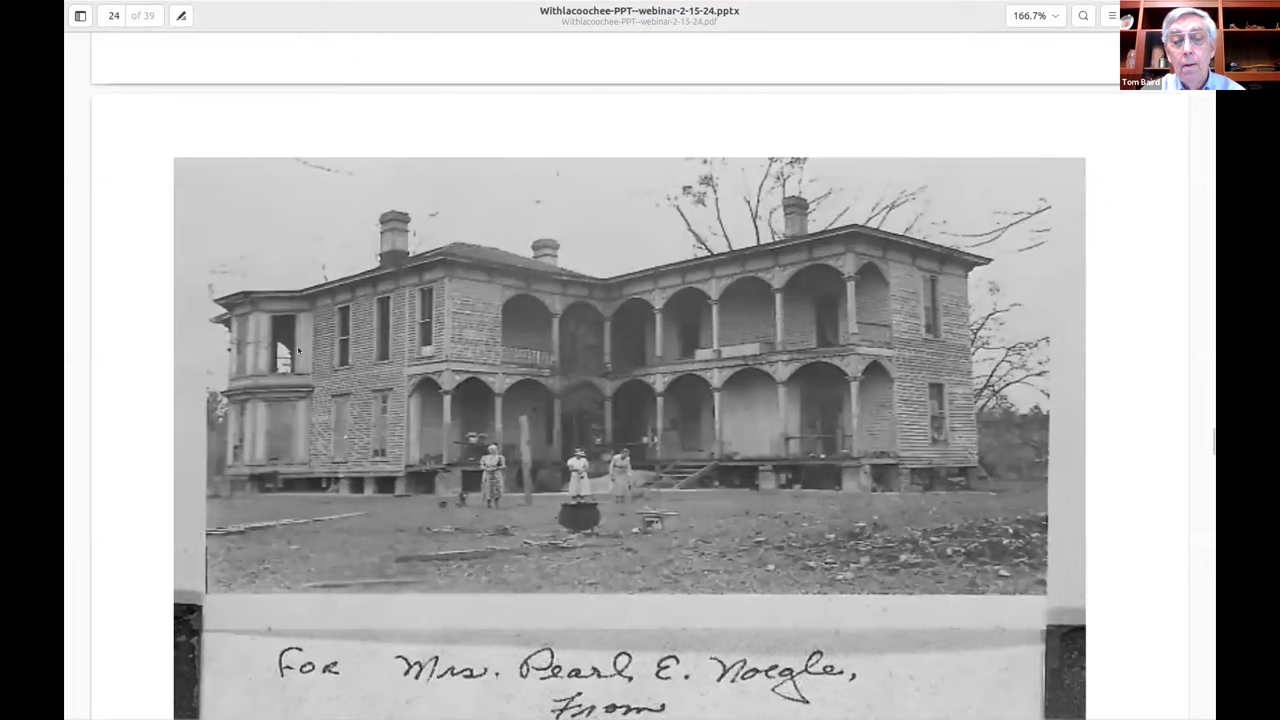 24 of 39
Withlacoochee-PPT--webinar-2-15-24.pptx
Withlacoochee-PPT--webinar-2-15-24.pdf
166.7%
Tom Baird
For Mrs. Pearl E. Noegle,
From